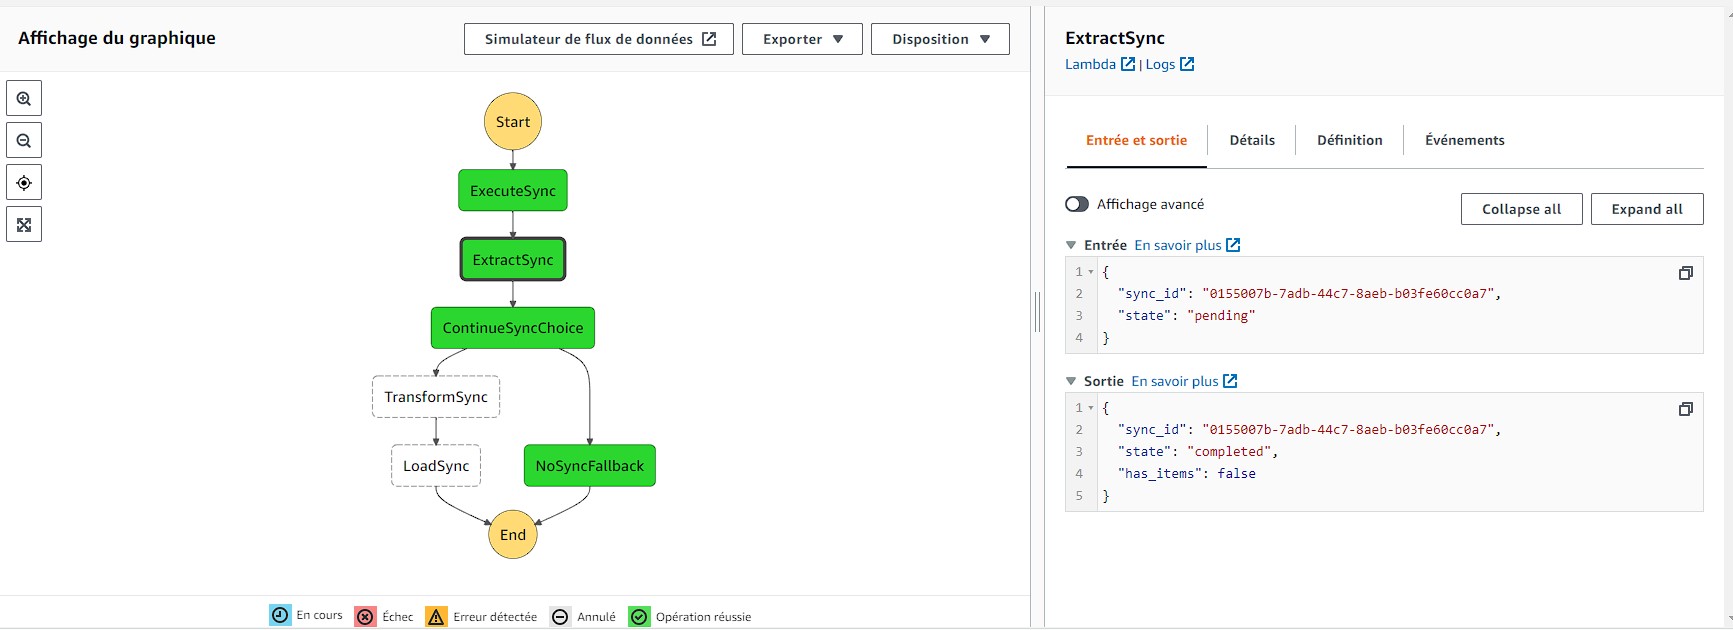 Affichage du graphique
Simulateur de flux de données
Exporter
Disposition
Start
ExecuteSync
ExtractSync
ContinueSyncChoice
TransformSync
LoadSync
NoSyncFallback
End
En cours
Échec
Erreur détectée
Annulé
Opération réussie
ExtractSync
Lambda | Logs
Entrée et sortie
Détails
Définition
Événements
Affichage avancé
Collapse all
Expand all
Entrée En savoir plus
1 {
2 "sync_id": "0155007b-7adb-44c7-8aeb-b03fe60cc0a7",
3 "state": "pending"
4 }
Sortie En savoir plus
1 {
2 "sync_id": "0155007b-7adb-44c7-8aeb-b03fe60cc0a7",
3 "state": "completed",
4 "has_items": false
5 }